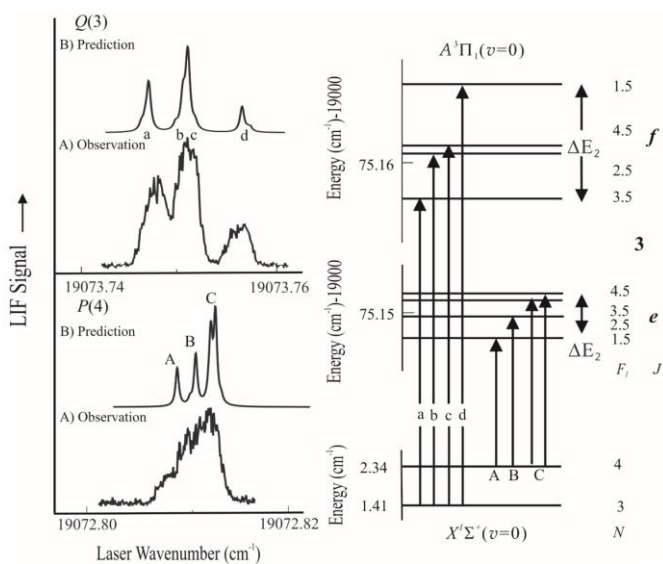 Q(3)
B) Prediction
a
b
c
d
A) Observation
19073.74
19073.76
P(4)
B) Prediction
A
B
C
A) Observation
19072.80
19072.82
Laser Wavenumber (cm⁻¹)
LIF Signal
A³Π₁(v=0)
Energy (cm⁻¹)-19000
75.16
1.5
4.5
ΔE₂
f
2.5
3.5
3
Energy (cm⁻¹)-19000
75.15
4.5
3.5
e
2.5
1.5
ΔE₂
F₁
J
a
b
c
d
Energy (cm⁻¹)
2.34
A
B
C
4
1.41
3
X¹Σ⁺(v=0)
N